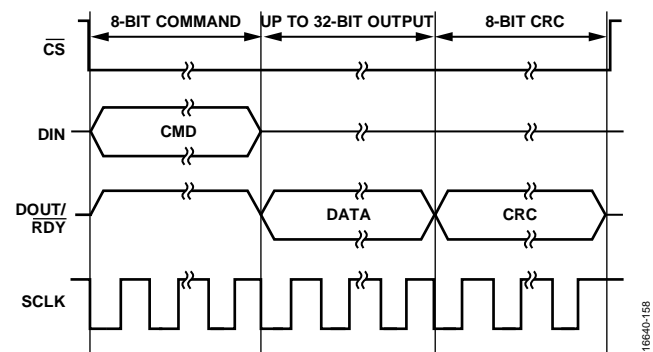 8-BIT COMMAND UP TO 32-BIT OUTPUT 8-BIT CRC
CS
DIN CMD
DOUT/
RDY DATA CRC
SCLK
16640-158